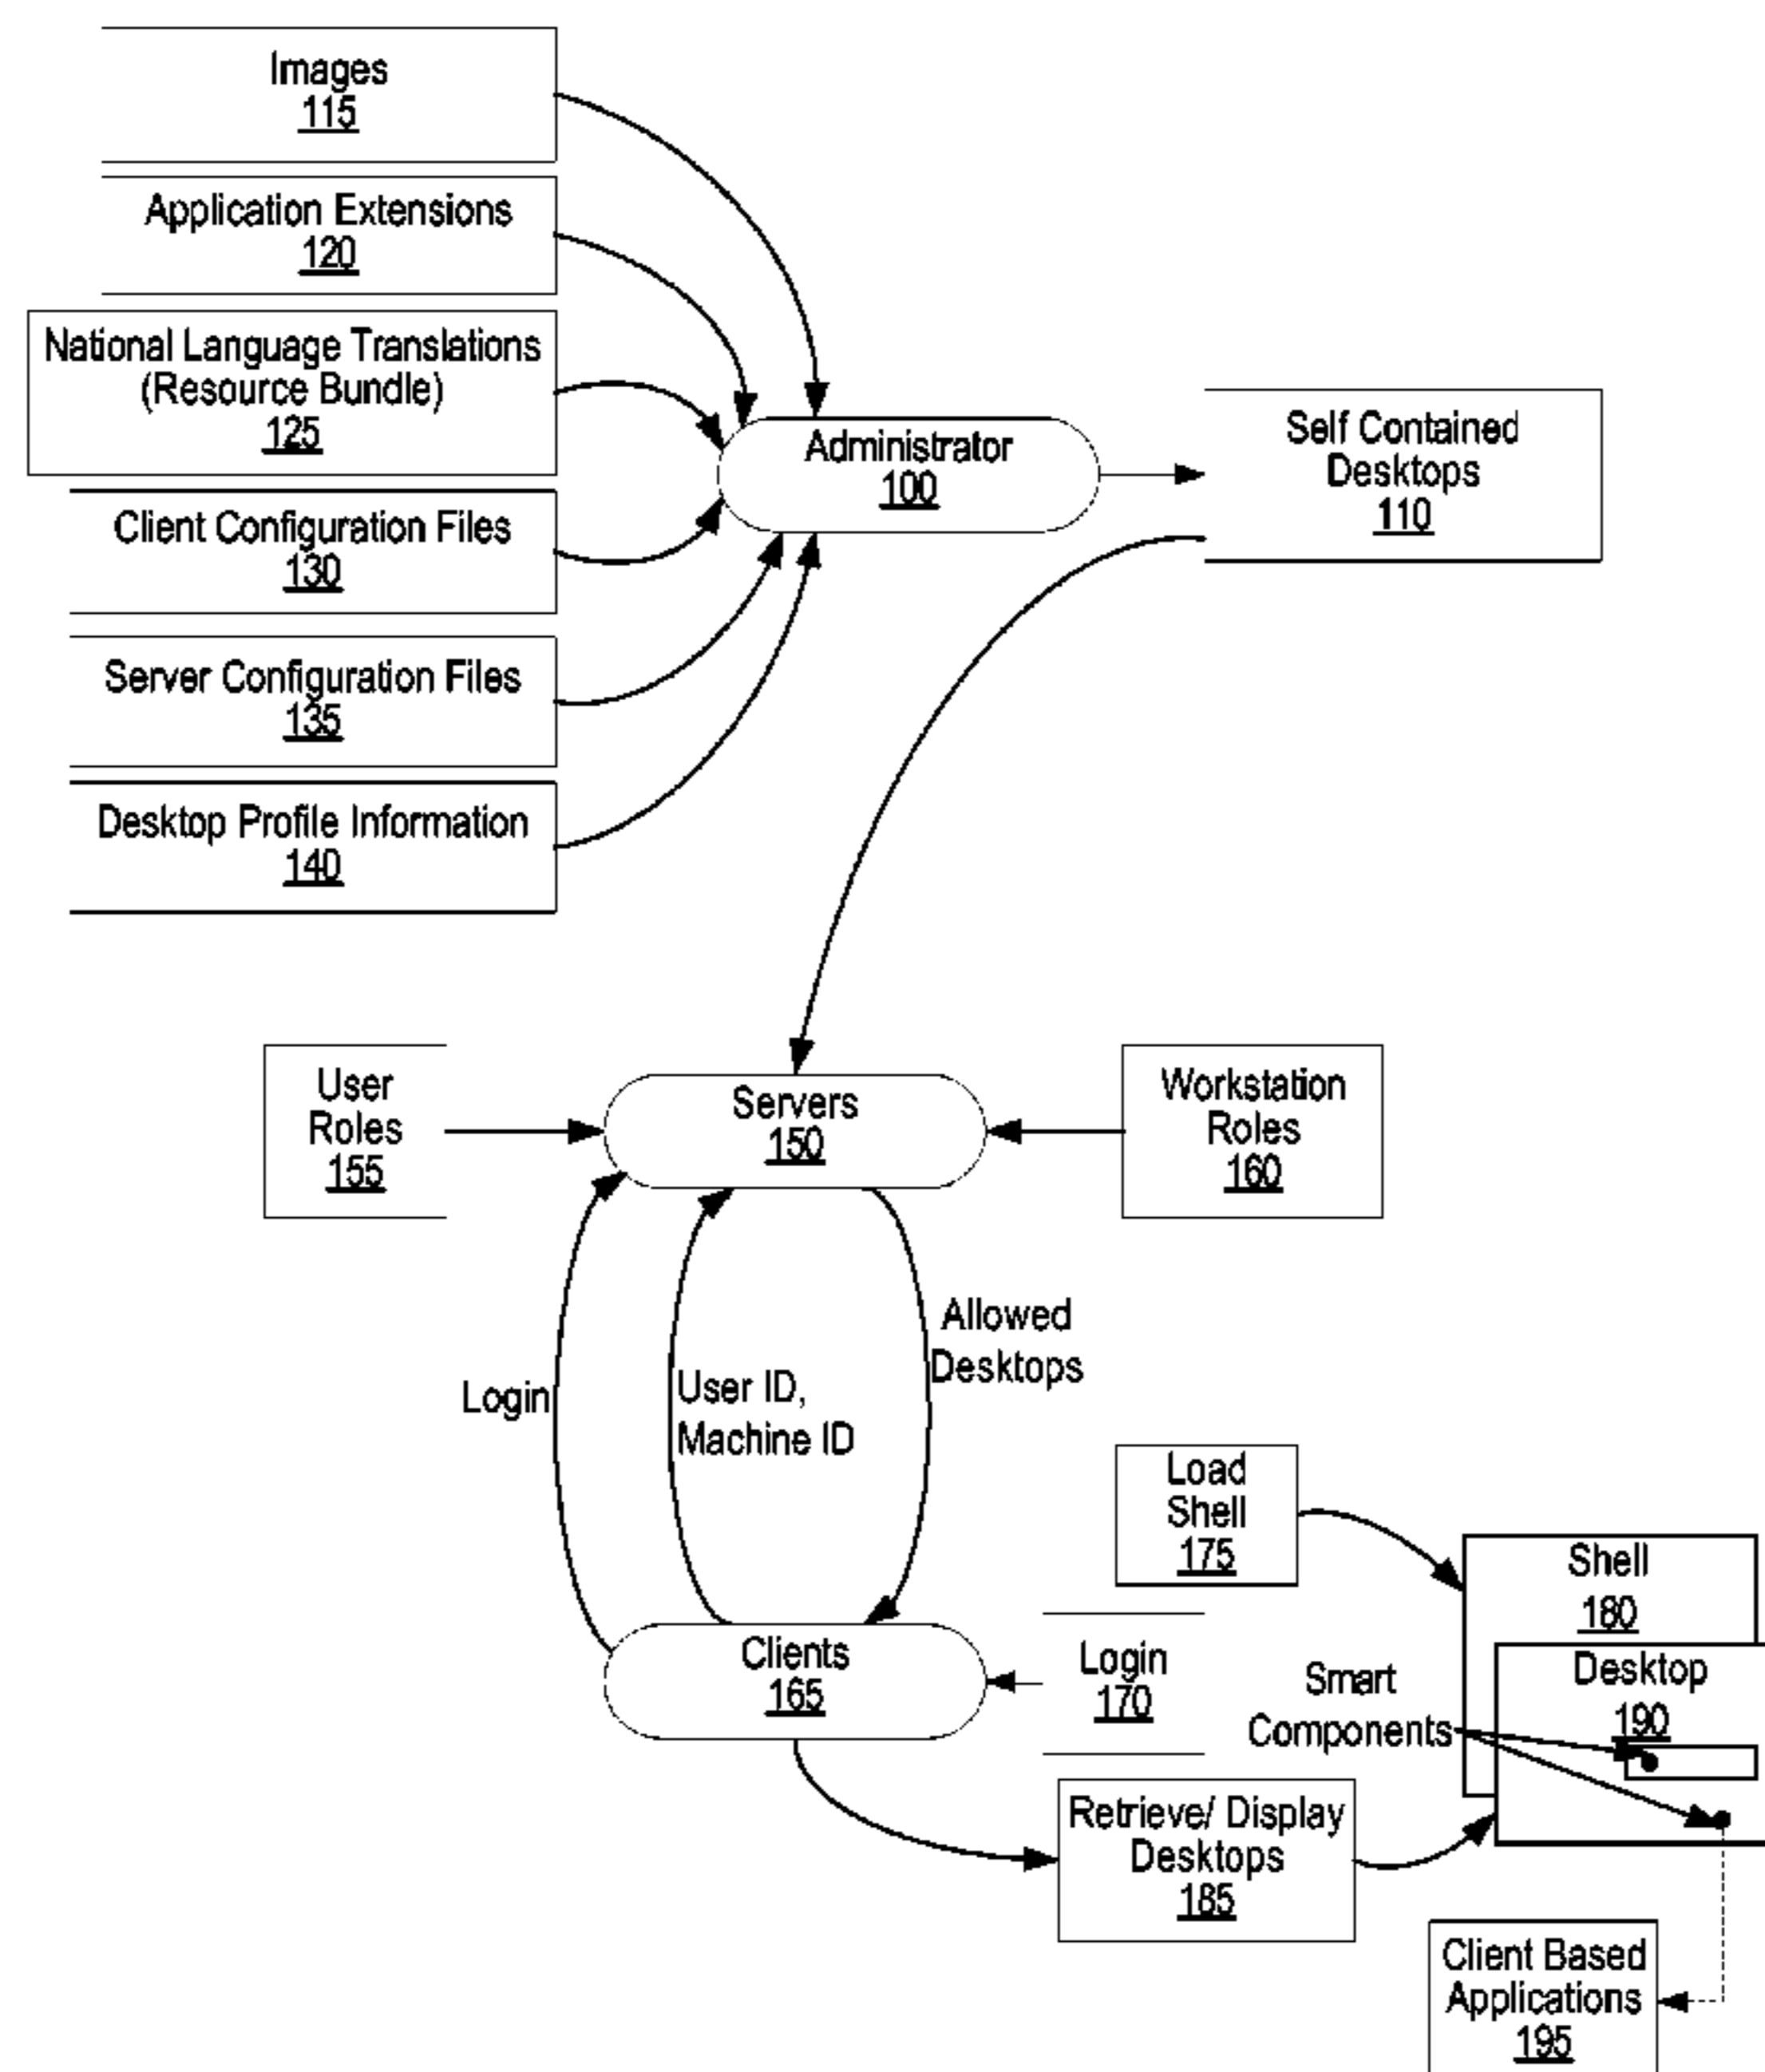 Images
115
Application Extensions
120
National Language Translations
(Resource Bundle)
125
Client Configuration Files
130
Server Configuration Files
135
Desktop Profile Information
140
Administrator
100
Self Contained
Desktops
110
User
Roles
155
Servers
150
Workstation
Roles
160
Login
User ID,
Machine ID
Allowed
Desktops
Clients
165
Login
170
Load
Shell
175
Shell
180
Desktop
190
Smart
Components
Retrieve/ Display
Desktops
185
Client Based
Applications
195